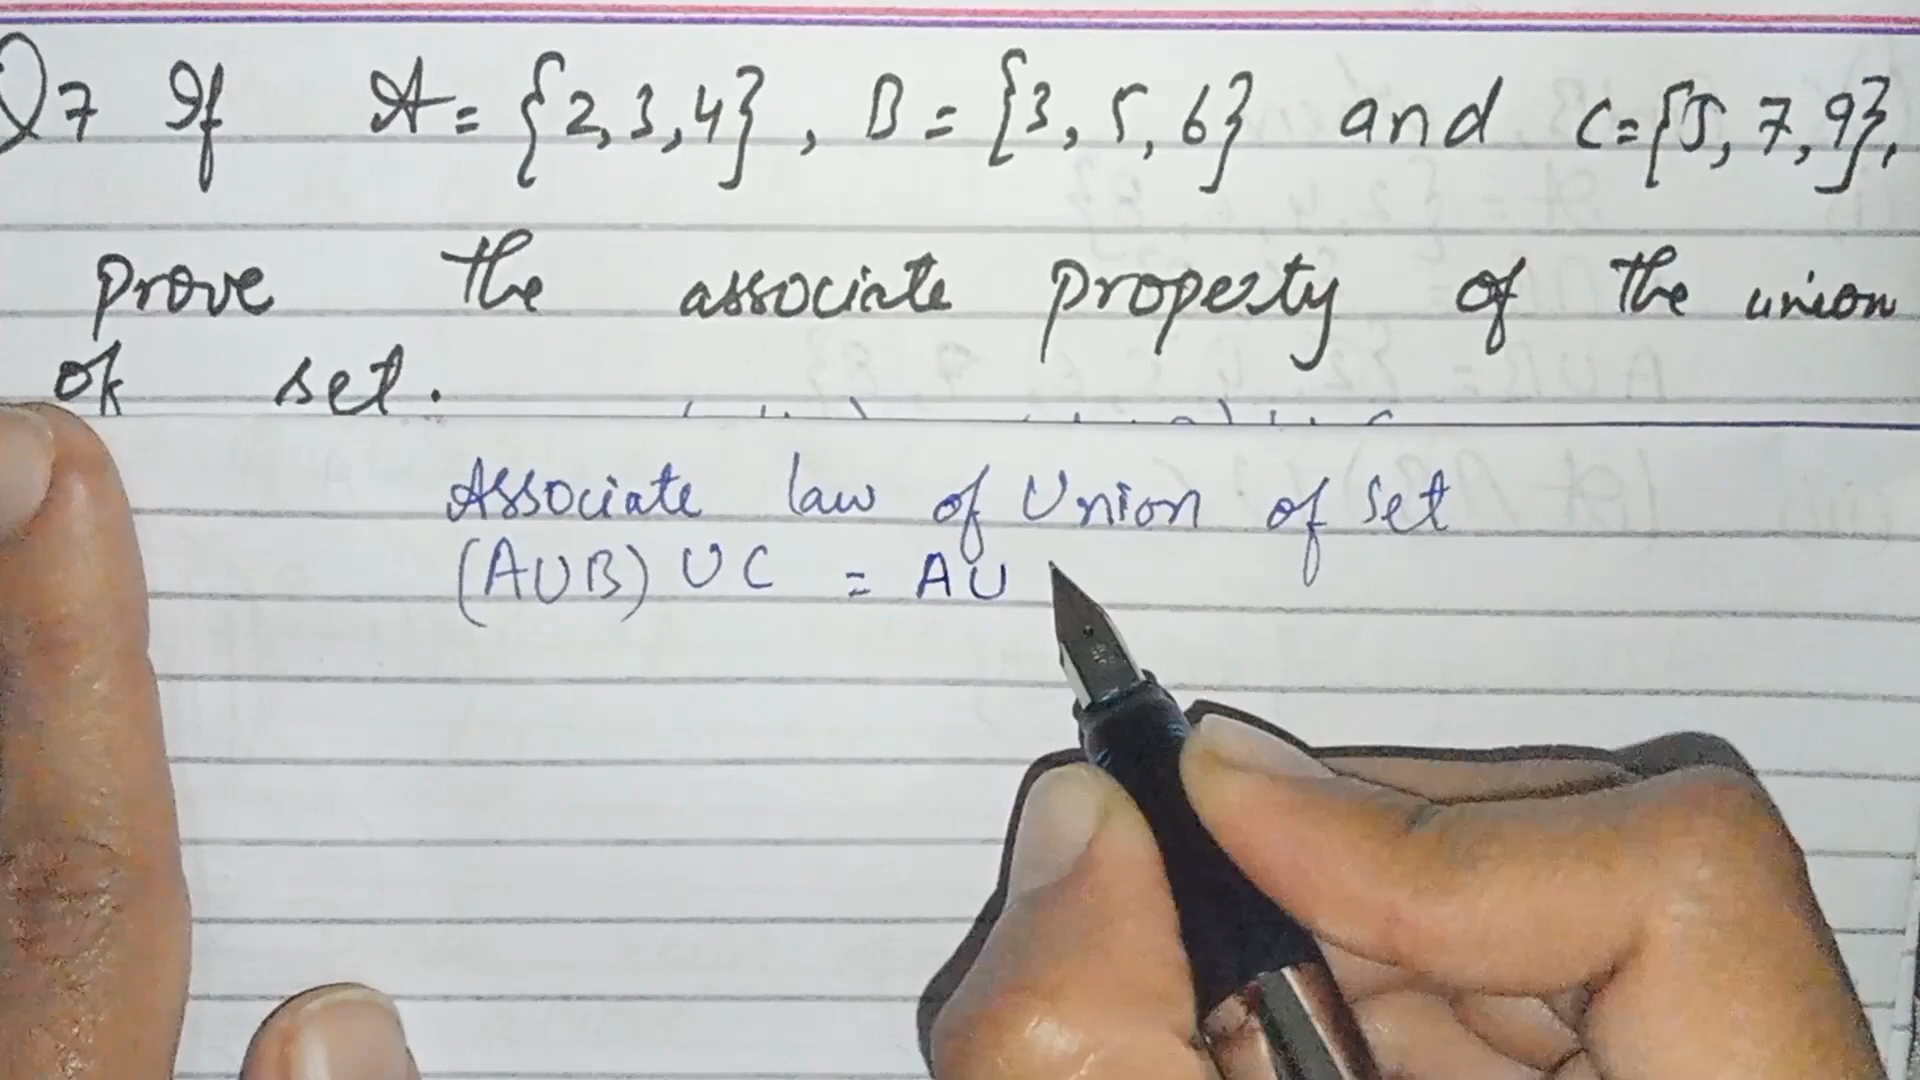 Q7 If A = {2,3,4}, B = {3, 5, 6} and C={5, 7, 9},
prove the associate property of the union
of set.
Associate law of Union of set
(AUB) UC = AU